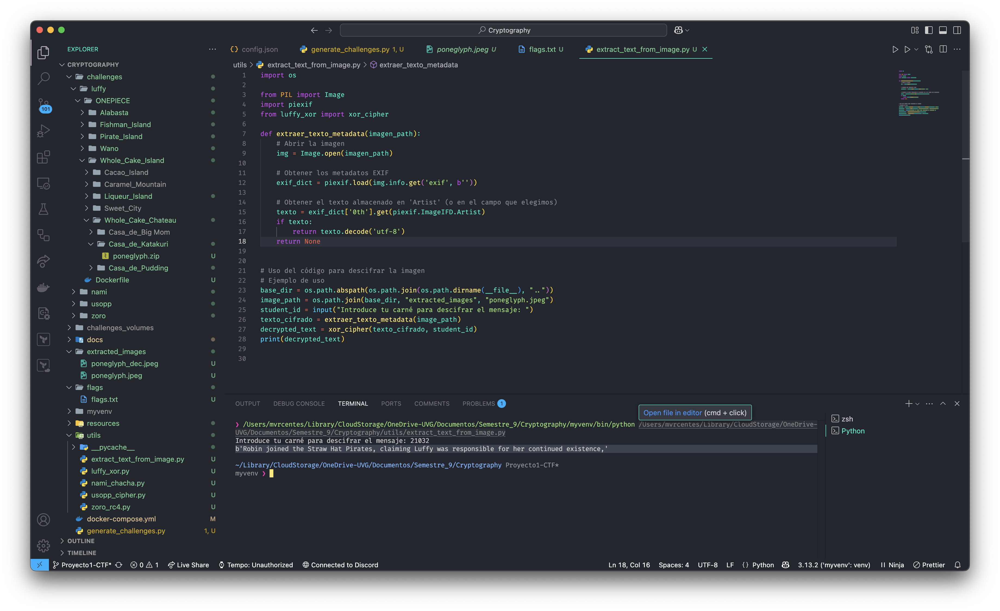 Cryptography
EXPLORER
CRYPTOGRAPHY
challenges
luffy
ONEPIECE
Alabasta
Fishman_Island
Pirate_Island
Wano
Whole_Cake_Island
Cacao_Island
Caramel_Mountain
Liqueur_Island
Sweet_City
Whole_Cake_Chateau
Casa_de_Big Mom
Casa_de_Katakuri
poneglyph.zip U
Casa_de_Pudding
Dockerfile U
nami
usopp
zoro
challenges_volumes
docs
extracted_images
poneglyph_dec.jpeg U
poneglyph.jpeg U
flags
flags.txt U
myvenv
resources
utils
__pycache__
extract_text_from_image.py U
luffy_xor.py U
nami_chacha.py U
usopp_cipher.py U
zoro_rc4.py U
docker-compose.yml M
generate_challenges.py 1, U
OUTLINE
TIMELINE
101
config.json generate_challenges.py 1, U poneglyph.jpeg U flags.txt U extract_text_from_image.py U
utils > extract_text_from_image.py > extraer_texto_metadata
1 import os
2
3 from PIL import Image
4 import piexif
5 from luffy_xor import xor_cipher
6
7 def extraer_texto_metadata(imagen_path):
8 # Abrir la imagen
9 img = Image.open(imagen_path)
10
11 # Obtener los metadatos EXIF
12 exif_dict = piexif.load(img.info.get('exif', b''))
13
14 # Obtener el texto almacenado en 'Artist' (o en el campo que elegimos)
15 texto = exif_dict['0th'].get(piexif.ImageIFD.Artist)
16 if texto:
17 return texto.decode('utf-8')
18 return None
19
20
21 # Uso del código para descifrar la imagen
22 # Ejemplo de uso
23 base_dir = os.path.abspath(os.path.join(os.path.dirname(__file__), ".."))
24 image_path = os.path.join(base_dir, "extracted_images", "poneglyph.jpeg")
25 student_id = input("Introduce tu carné para descifrar el mensaje: ")
26 texto_cifrado = extraer_texto_metadata(image_path)
27 decrypted_text = xor_cipher(texto_cifrado, student_id)
28 print(decrypted_text)
29
30
OUTPUT DEBUG CONSOLE TERMINAL PORTS COMMENTS PROBLEMS 1
Open file in editor (cmd + click)
❯ /Users/mvrcentes/Library/CloudStorage/OneDrive-UVG/Documentos/Semestre_9/Cryptography/myvenv/bin/python /Users/mvrcentes/Library/CloudStorage/OneDrive-
UVG/Documentos/Semestre_9/Cryptography/utils/extract_text_from_image.py
Introduce tu carné para descifrar el mensaje: 21032
b'Robin joined the Straw Hat Pirates, claiming Luffy was responsible for her continued existence,'
~/Library/CloudStorage/OneDrive-UVG/Documentos/Semestre_9/Cryptography Proyecto1-CTF*
myvenv ❯
zsh
Python
Proyecto1-CTF* 0 1 Live Share Tempo: Unauthorized Connected to Discord Ln 18, Col 16 Spaces: 4 UTF-8 LF {} Python 3.13.2 ('myvenv': venv) Ninja Prettier